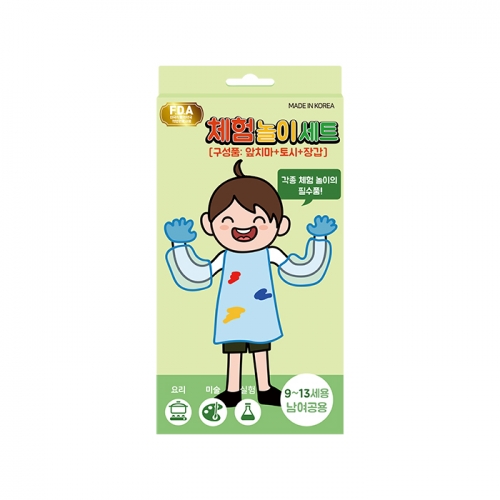 FDA
MADE IN KOREA
체험놀이세트
[구성품: 앞치마+토시+장갑]
각종 체험 놀이의
필수품!
요리 미술 실험
9~13세용
남여공용